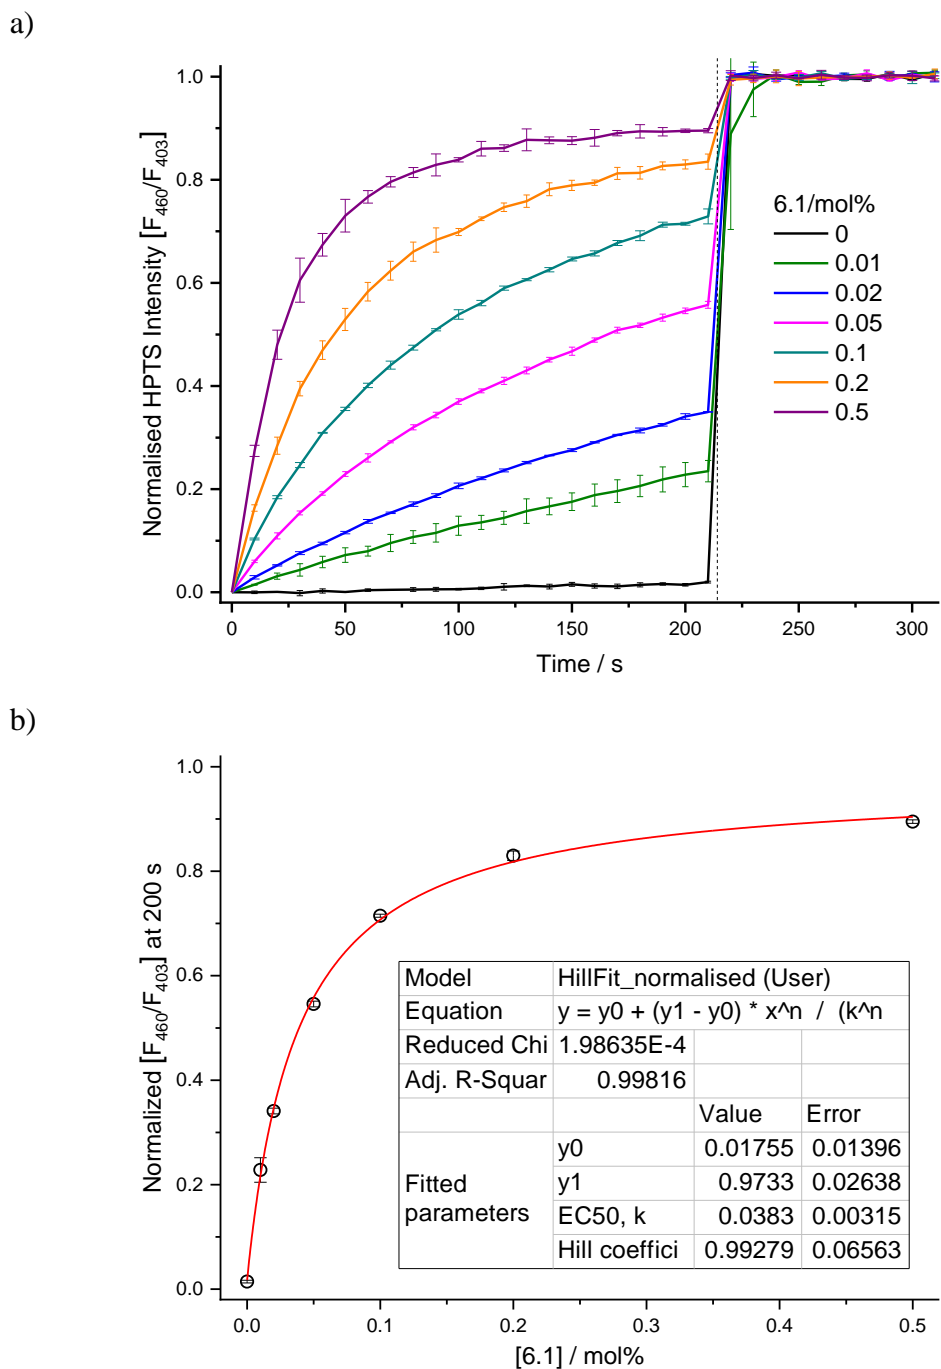 a)
1.0
0.8
0.6
0.4
0.2
0.0
Normalised HPTS Intensity [F460/F403]
6.1/mol%
0
0.01
0.02
0.05
0.1
0.2
0.5
0
50
100
150
200
250
300
Time / s
b)
1.0
0.8
0.6
0.4
0.2
0.0
Normalized [F460/F403] at 200 s
Model HillFit_normalised (User)
Equation y = y0 + (y1 - y0) * x^n / (k^n
Reduced Chi 1.98635E-4
Adj. R-Squar 0.99816
Value Error
Fitted parameters
y0 0.01755 0.01396
y1 0.9733 0.02638
EC50, k 0.0383 0.00315
Hill coeffici 0.99279 0.06563
0.0
0.1
0.2
0.3
0.4
0.5
[6.1] / mol%